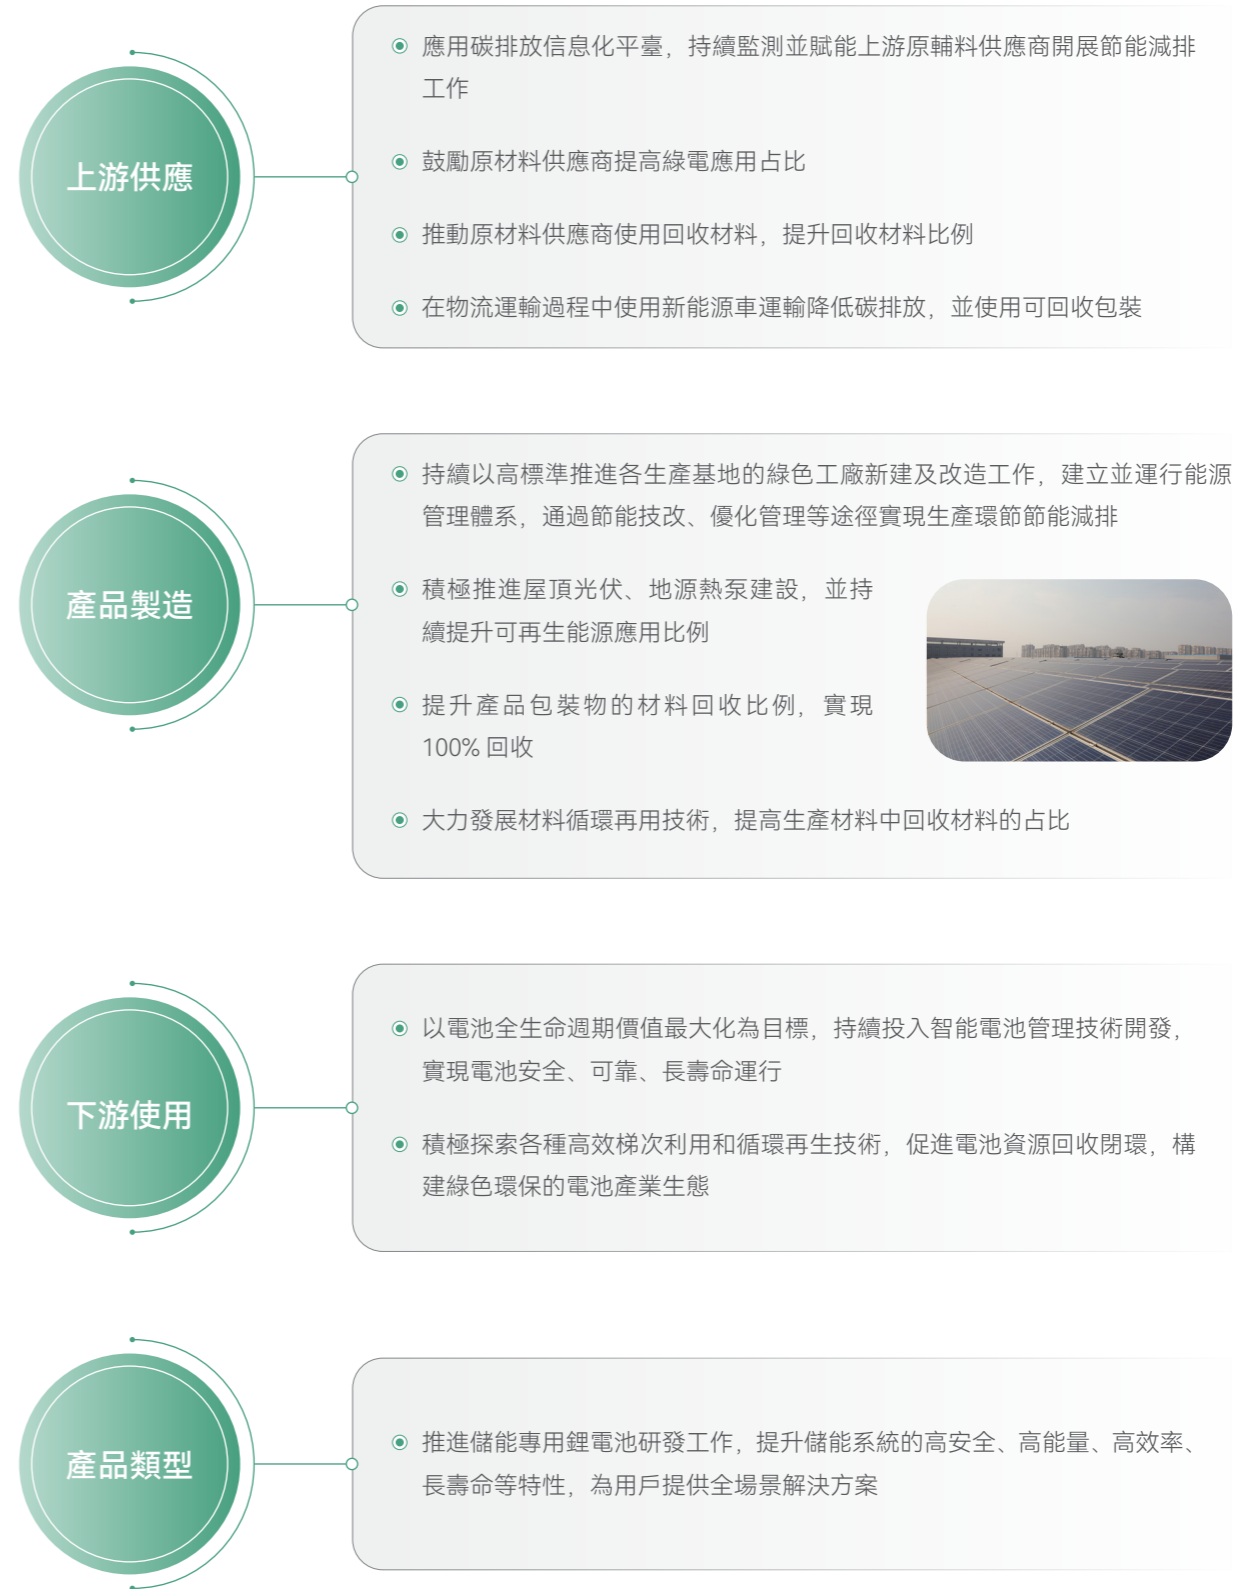 上游供應
應用碳排放信息化平臺，持續監測並賦能上游原輔料供應商開展節能減排
工作
鼓勵原材料供應商提高綠電應用占比
推動原材料供應商使用回收材料，提升回收材料比例
在物流運輸過程中使用新能源車運輸降低碳排放，並使用可回收包裝
產品製造
持續以高標準推進各生產基地的綠色工廠新建及改造工作，建立並運行能源
管理體系，通過節能技改、優化管理等途徑實現生產環節節能減排
積極推進屋頂光伏、地源熱泵建設，並持
續提升可再生能源應用比例
提升產品包裝物的材料回收比例，實現
100% 回收
大力發展材料循環再用技術，提高生產材料中回收材料的占比
下游使用
以電池全生命週期價值最大化為目標，持續投入智能電池管理技術開發，
實現電池安全、可靠、長壽命運行
積極探索各種高效梯次利用和循環再生技術，促進電池資源回收閉環，構
建綠色環保的電池產業生態
產品類型
推進儲能專用鋰電池研發工作，提升儲能系統的高安全、高能量、高效率、
長壽命等特性，為用戶提供全場景解決方案